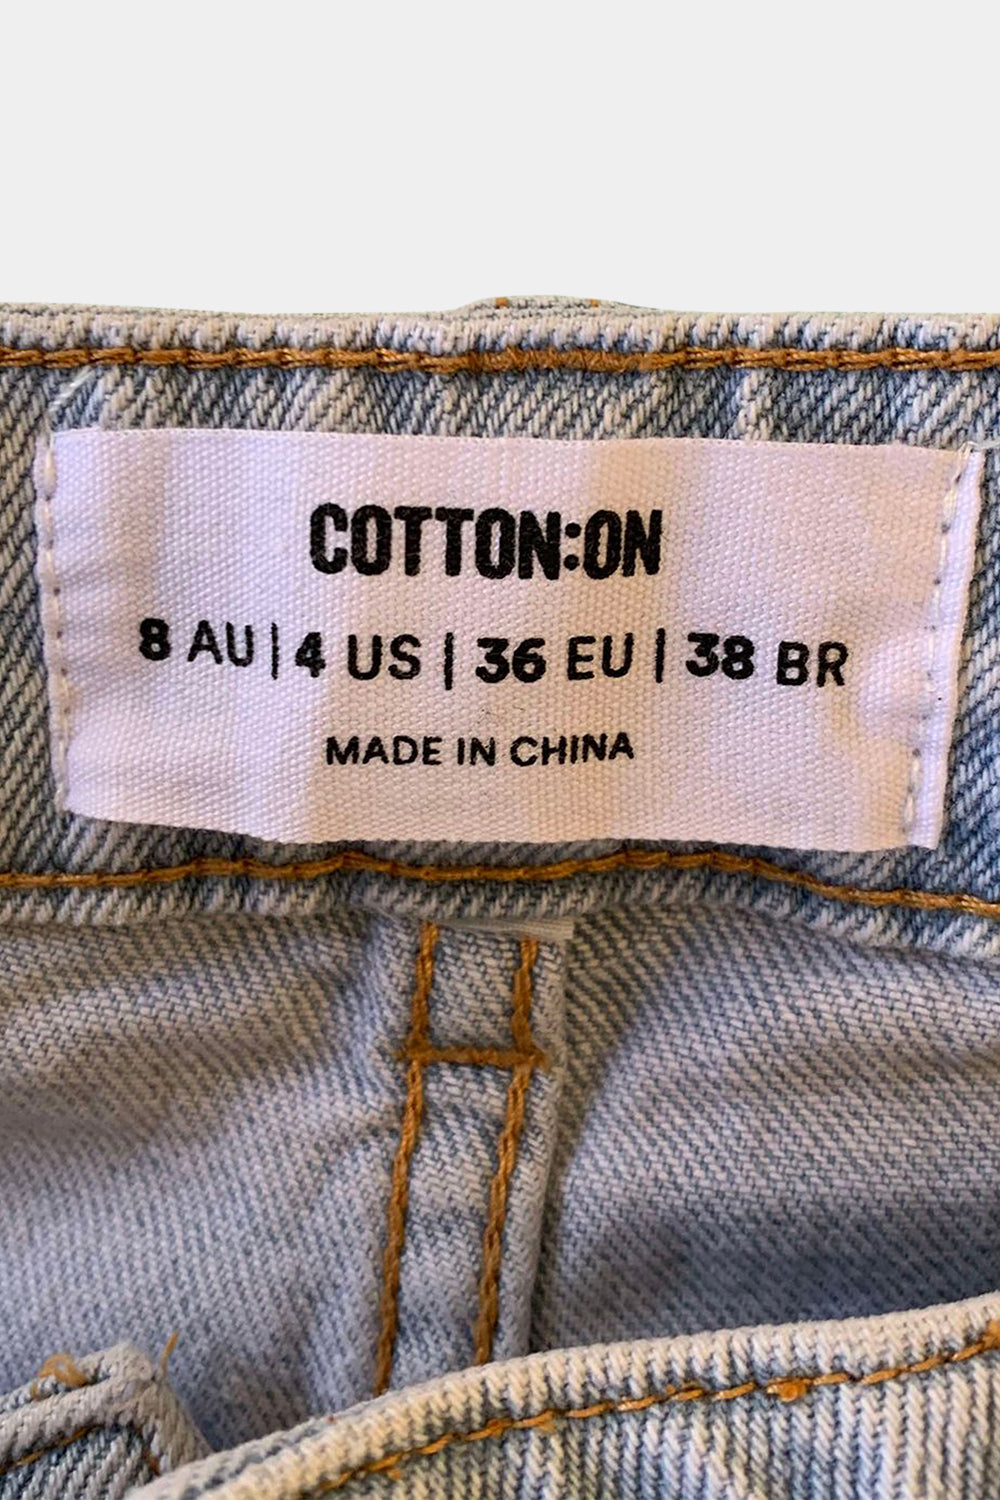 COTTON:ON
8 AU | 4 US | 36 EU | 38 BR
MADE IN CHINA